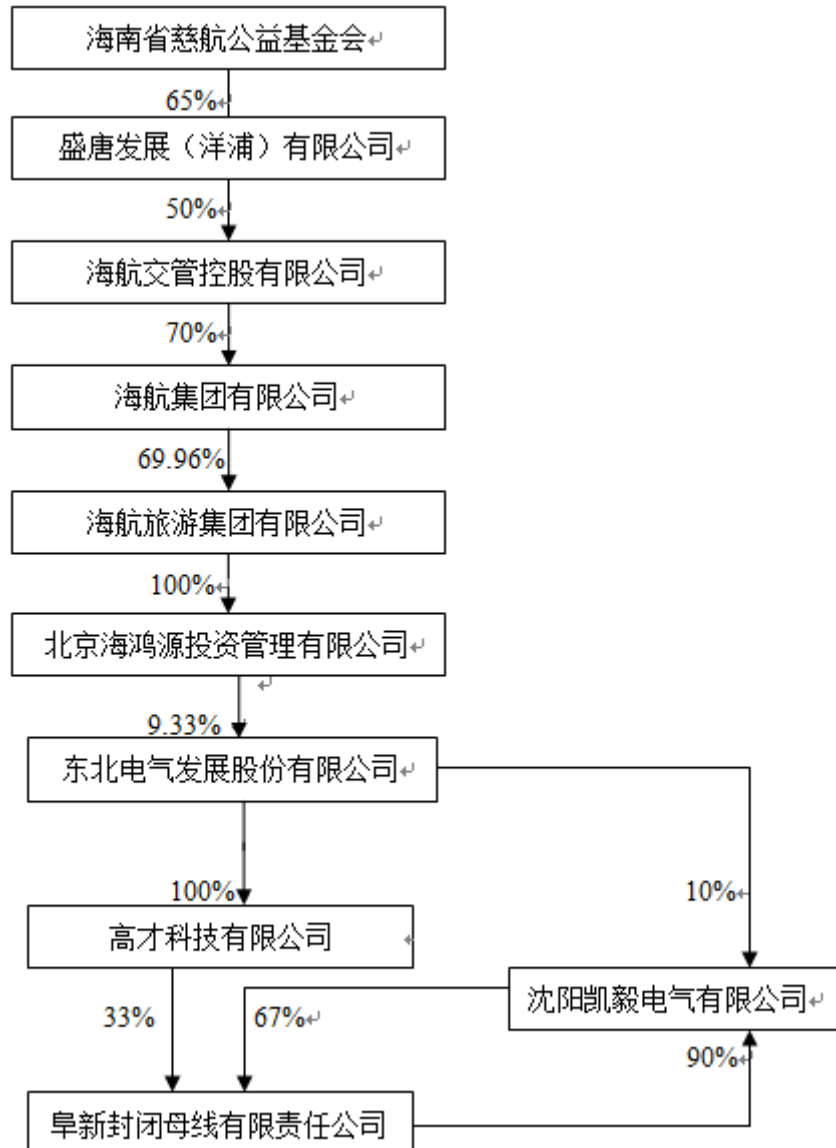 海南省慈航公益基金会
65%
盛唐发展（洋浦）有限公司
50%
海航交管控股有限公司
70%
海航集团有限公司
69.96%
海航旅游集团有限公司
100%
北京海鸿源投资管理有限公司
9.33%
东北电气发展股份有限公司
100%
10%
高才科技有限公司
沈阳凯毅电气有限公司
33%
67%
90%
阜新封闭母线有限责任公司